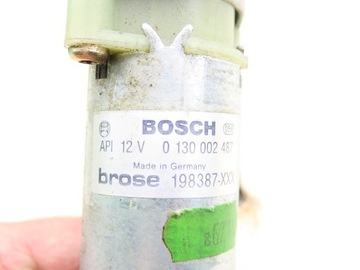 BOSCH
API 12 V 0 130 002 487
Made in Germany
brose 198387-XXX